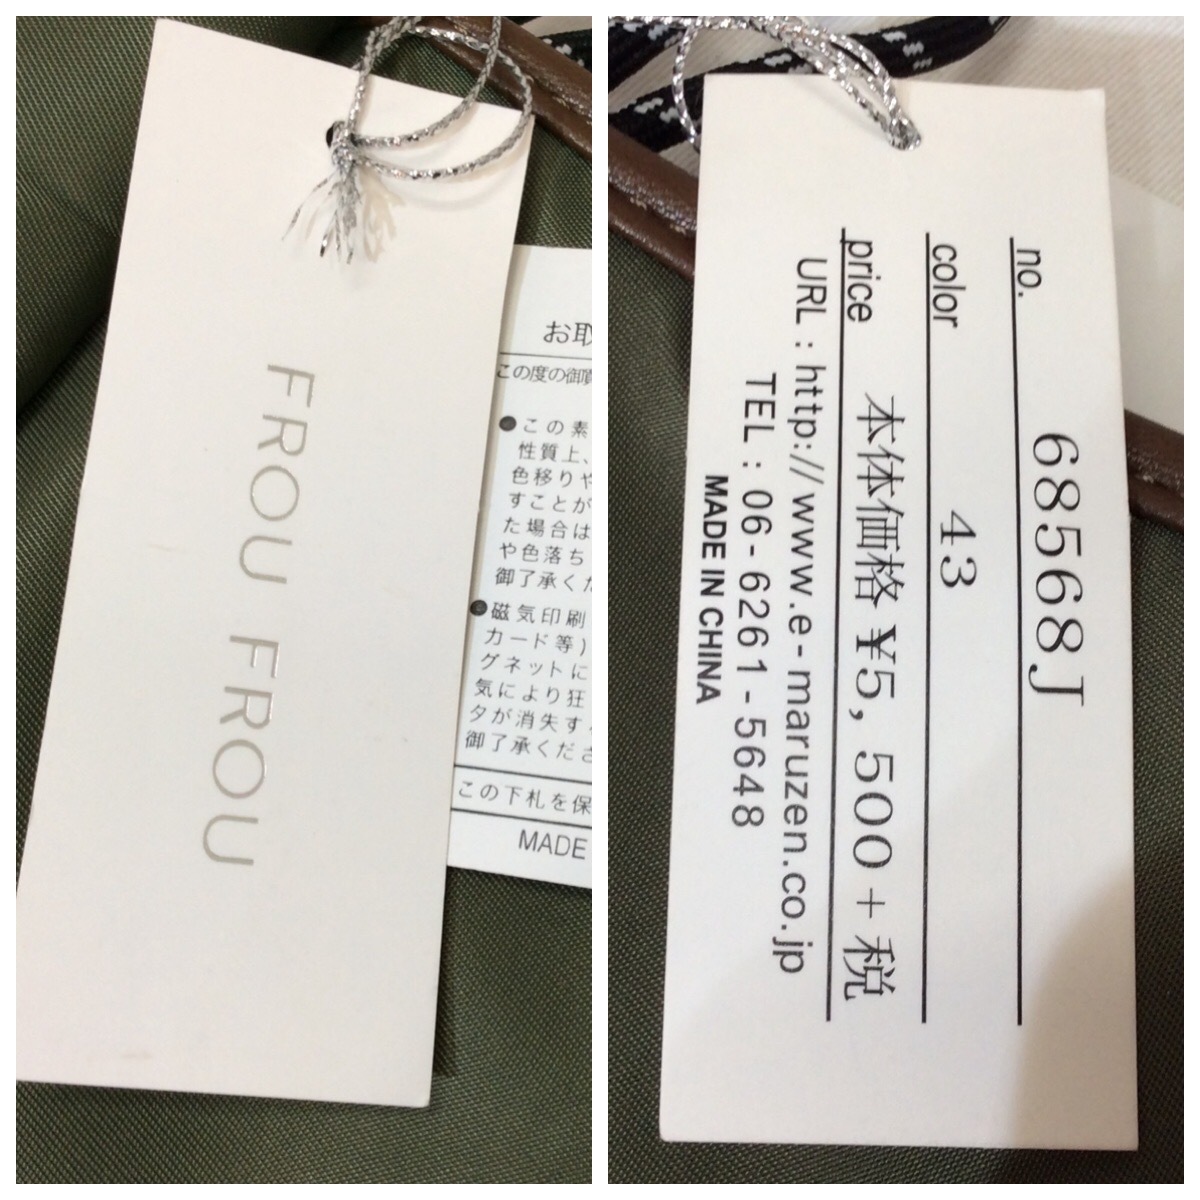 FROU FROU
お取
この度の御買
●この素
性質上、
色移りや
すことが
た場合は
や色落ち
御了承くだ
●磁気印刷
カード等)
グネットに
気により狂
タが消失す
御了承くださ
この下札を保
MADE
no. 68568J
color 43
price 本体価格 ¥5,500+税
URL : http://www.e-maruzen.co.jp
TEL : 06-6261-5648
MADE IN CHINA